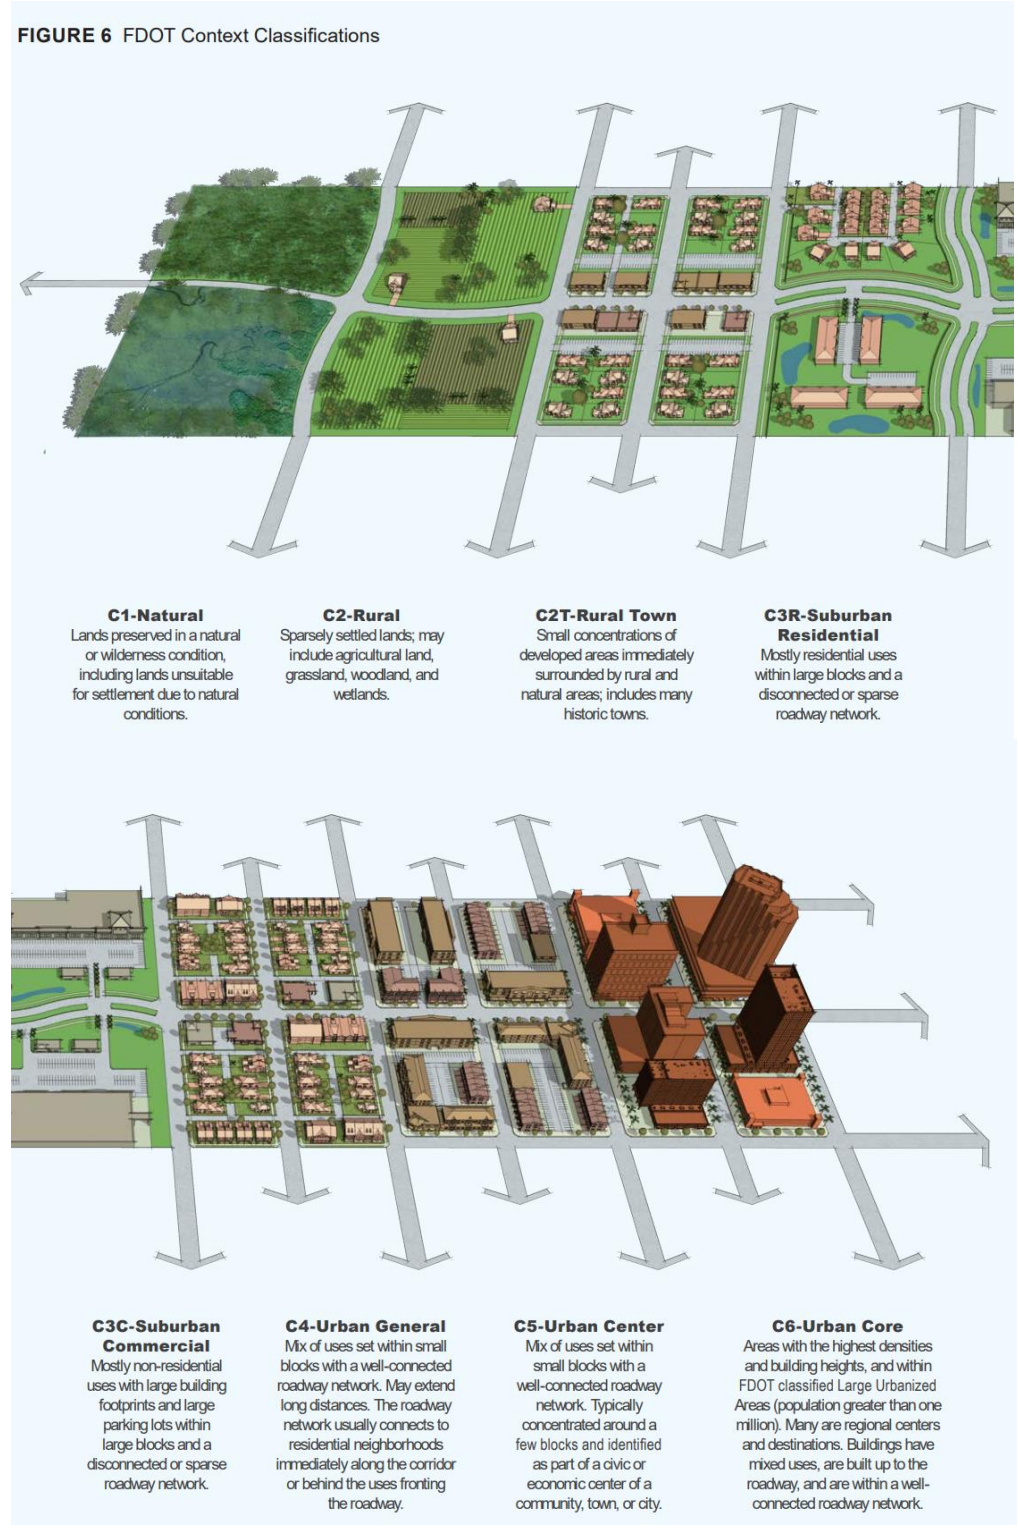 FIGURE 6 FDOT Context Classifications
C1-Natural
Lands preserved in a natural
or wilderness condition,
including lands unsuitable
for settlement due to natural
conditions.
C2-Rural
Sparsely settled lands; may
include agricultural land,
grassland, woodland, and
wetlands.
C2T-Rural Town
Small concentrations of
developed areas immediately
surrounded by rural and
natural areas; includes many
historic towns.
C3R-Suburban
Residential
Mostly residential uses
within large blocks and a
disconnected or sparse
roadway network.
C3C-Suburban
Commercial
Mostly non-residential
uses with large building
footprints and large
parking lots within
large blocks and a
disconnected or sparse
roadway network.
C4-Urban General
Mix of uses set within small
blocks with a well-connected
roadway network. May extend
long distances. The roadway
network usually connects to
residential neighborhoods
immediately along the corridor
or behind the uses fronting
the roadway.
C5-Urban Center
Mix of uses set within
small blocks with a
well-connected roadway
network. Typically
concentrated around a
few blocks and identified
as part of a civic or
economic center of a
community, town, or city.
C6-Urban Core
Areas with the highest densities
and building heights, and within
FDOT classified Large Urbanized
Areas (population greater than one
million). Many are regional centers
and destinations. Buildings have
mixed uses, are built up to the
roadway, and are within a well-
connected roadway network.